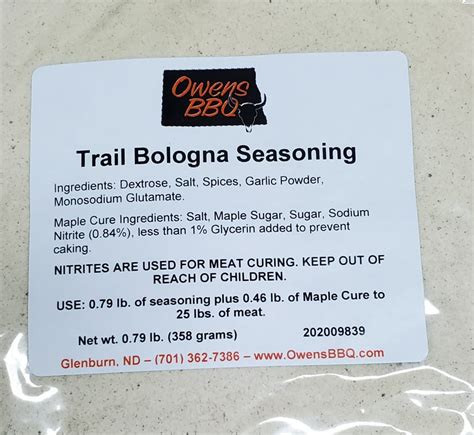 Owens
BBQ
Trail Bologna Seasoning
Ingredients: Dextrose, Salt, Spices, Garlic Powder,
Monosodium Glutamate.
Maple Cure Ingredients: Salt, Maple Sugar, Sugar, Sodium
Nitrite (0.84%), less than 1% Glycerin added to prevent
caking.
NITRITES ARE USED FOR MEAT CURING. KEEP OUT OF
REACH OF CHILDREN.
USE: 0.79 lb. of seasoning plus 0.46 lb. of Maple Cure to
25 lbs. of meat.
Net wt. 0.79 lb. (358 grams) 202009839
Glenburn, ND – (701) 362-7386 – www.OwensBBQ.com